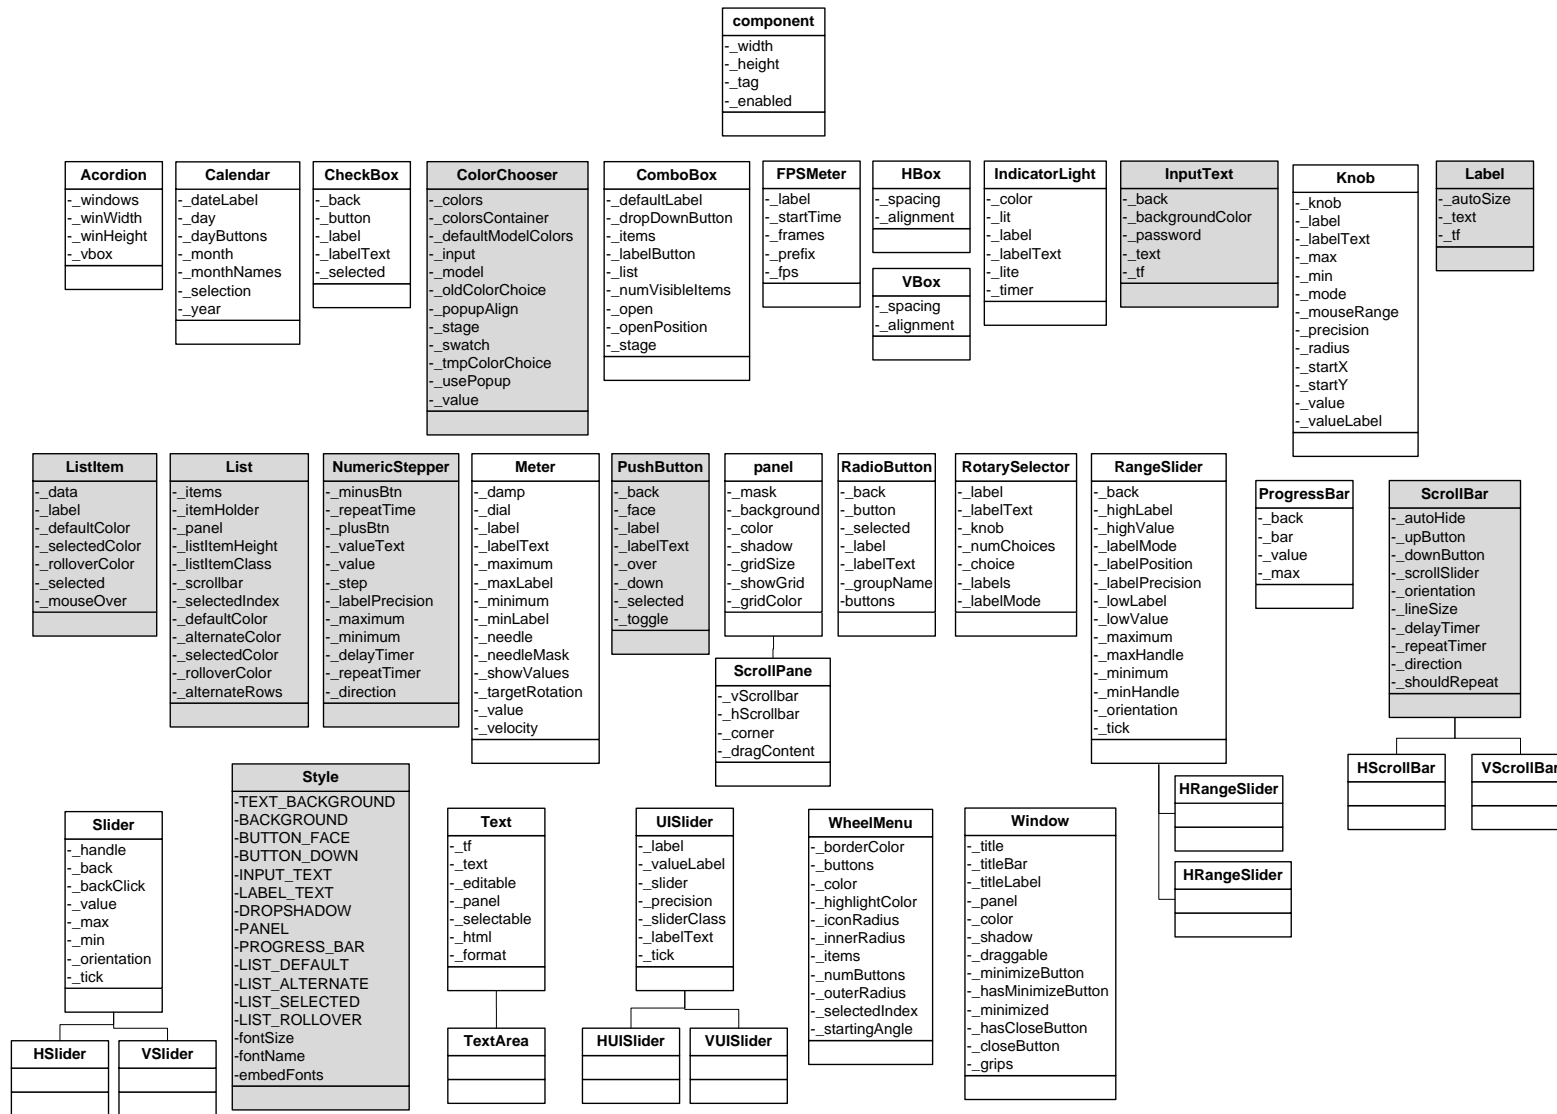 component
-_width
-_height
-_tag
-_enabled
Acordion
-_windows
-_winWidth
-_winHeight
-_vbox
Calendar
-_dateLabel
-_day
-_dayButtons
-_month
-_monthNames
-_selection
-_year
CheckBox
-_back
-_button
-_label
-_labelText
-_selected
ColorChooser
-_colors
-_colorsContainer
-_defaultModelColors
-_input
-_model
-_oldColorChoice
-_popupAlign
-_stage
-_swatch
-_tmpColorChoice
-_usePopup
-_value
ComboBox
-_defaultLabel
-_dropDownButton
-_items
-_labelButton
-_list
-_numVisibleItems
-_open
-_openPosition
-_stage
FPSMeter
-_label
-_startTime
-_frames
-_prefix
-_fps
HBox
-_spacing
-_alignment
VBox
-_spacing
-_alignment
IndicatorLight
-_color
-_lit
-_label
-_labelText
-_lite
-_timer
InputText
-_back
-_backgroundColor
-_password
-_text
-_tf
Knob
-_knob
-_label
-_labelText
-_max
-_min
-_mode
-_mouseRange
-_precision
-_radius
-_startX
-_startY
-_value
-_valueLabel
Label
-_autoSize
-_text
-_tf
ListItem
-_data
-_label
-_defaultColor
-_selectedColor
-_rolloverColor
-_selected
-_mouseOver
List
-_items
-_itemHolder
-_panel
-_listItemHeight
-_listItemClass
-_scrollbar
-_selectedIndex
-_defaultColor
-_alternateColor
-_selectedColor
-_rolloverColor
-_alternateRows
NumericStepper
-_minusBtn
-_repeatTime
-_plusBtn
-_valueText
-_value
-_step
-_labelPrecision
-_maximum
-_minimum
-_delayTimer
-_repeatTimer
-_direction
Meter
-_damp
-_dial
-_label
-_labelText
-_maximum
-_maxLabel
-_minimum
-_minLabel
-_needle
-_needleMask
-_showValues
-_targetRotation
-_value
-_velocity
PushButton
-_back
-_face
-_label
-_labelText
-_over
-_down
-_selected
-_toggle
panel
-_mask
-_background
-_color
-_shadow
-_gridSize
-_showGrid
-_gridColor
ScrollPane
-_vScrollbar
-_hScrollbar
-_corner
-_dragContent
RadioButton
-_back
-_button
-_selected
-_label
-_labelText
-_groupName
-buttons
RotarySelector
-_label
-_labelText
-_knob
-_numChoices
-_choice
-_labels
-_labelMode
RangeSlider
-_back
-_highLabel
-_highValue
-_labelMode
-_labelPosition
-_labelPrecision
-_lowLabel
-_lowValue
-_maximum
-_maxHandle
-_minimum
-_minHandle
-_orientation
-_tick
ProgressBar
-_back
-_bar
-_value
-_max
ScrollBar
-_autoHide
-_upButton
-_downButton
-_scrollSlider
-_orientation
-_lineSize
-_delayTimer
-_repeatTimer
-_direction
-_shouldRepeat
HScrollBar
VScrollBar
HRangeSlider
HRangeSlider
Slider
-_handle
-_back
-_backClick
-_value
-_max
-_min
-_orientation
-_tick
HSlider
VSlider
Style
-TEXT_BACKGROUND
-BACKGROUND
-BUTTON_FACE
-BUTTON_DOWN
-INPUT_TEXT
-LABEL_TEXT
-DROPSHADOW
-PANEL
-PROGRESS_BAR
-LIST_DEFAULT
-LIST_ALTERNATE
-LIST_SELECTED
-LIST_ROLLOVER
-fontSize
-fontName
-embedFonts
Text
-_tf
-_text
-_editable
-_panel
-_selectable
-_html
-_format
TextArea
UISlider
-_label
-_valueLabel
-_slider
-_precision
-_sliderClass
-_labelText
-_tick
HUISlider
VUISlider
WheelMenu
-_borderColor
-_buttons
-_color
-_highlightColor
-_iconRadius
-_innerRadius
-_items
-_numButtons
-_outerRadius
-_selectedIndex
-_startingAngle
Window
-_title
-_titleBar
-_titleLabel
-_panel
-_color
-_shadow
-_draggable
-_minimizeButton
-_hasMinimizeButton
-_minimized
-_hasCloseButton
-_closeButton
-_grips